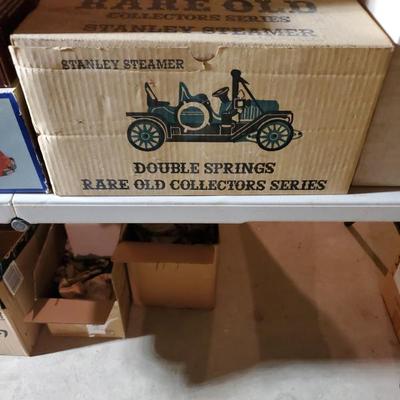 RARE OLD
COLLECTORS SERIES
STANLEY STEAMER
STANLEY STEAMER
DOUBLE SPRINGS
RARE OLD COLLECTORS SERIES